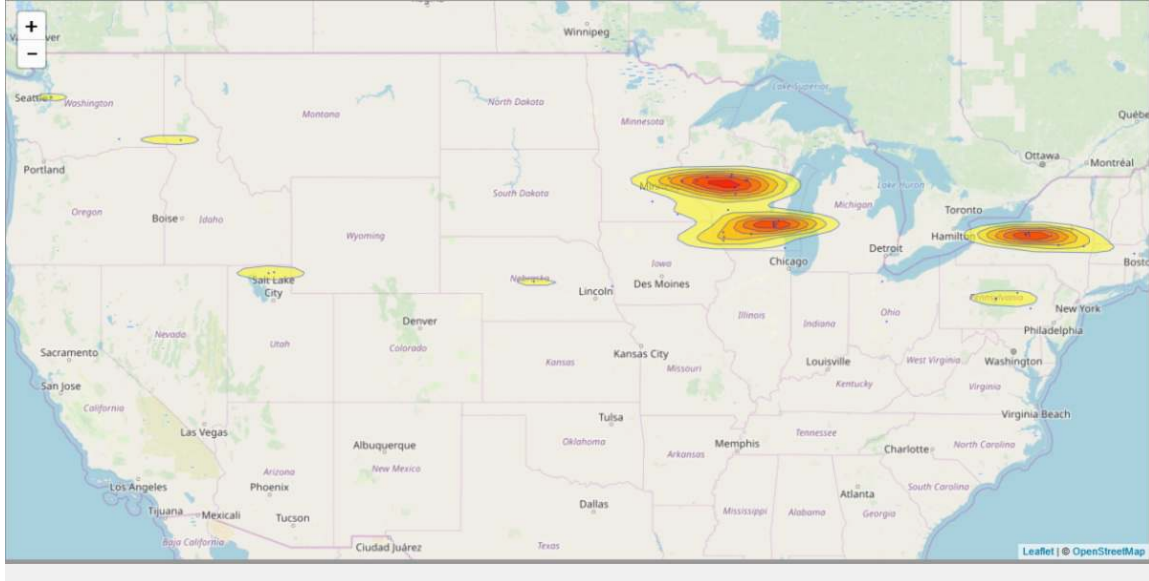 +
Winnipeg
−
Lake Superior
North Dakota
Seattle
Washington
Montana
Minnesota
Québe
Ottawa
Montréal
Portland
South Dakota
Lake Huron
Michigan
Toronto
Oregon
Boise
Idaho
Wyoming
Hamilton
Detroit
Chicago
Iowa
Bosto
Salt Lake
City
Nebraska
Lincoln
Des Moines
Pennsylvania
New York
Nevada
Utah
Denver
Colorado
Illinois
Indiana
Ohio
Philadelphia
Sacramento
Kansas
Kansas City
Missouri
Louisville
West Virginia
Washington
San Jose
Kentucky
Virginia
California
Las Vegas
Tulsa
Virginia Beach
Albuquerque
Oklahoma
Memphis
Tennessee
Charlotte
North Carolina
New Mexico
Arkansas
Los Angeles
Arizona
Phoenix
South Carolina
Atlanta
Tijuana
Mexicali
Tucson
Dallas
Mississippi
Alabama
Georgia
Baja California
Ciudad Juárez
Texas
Leaflet | © OpenStreetMap